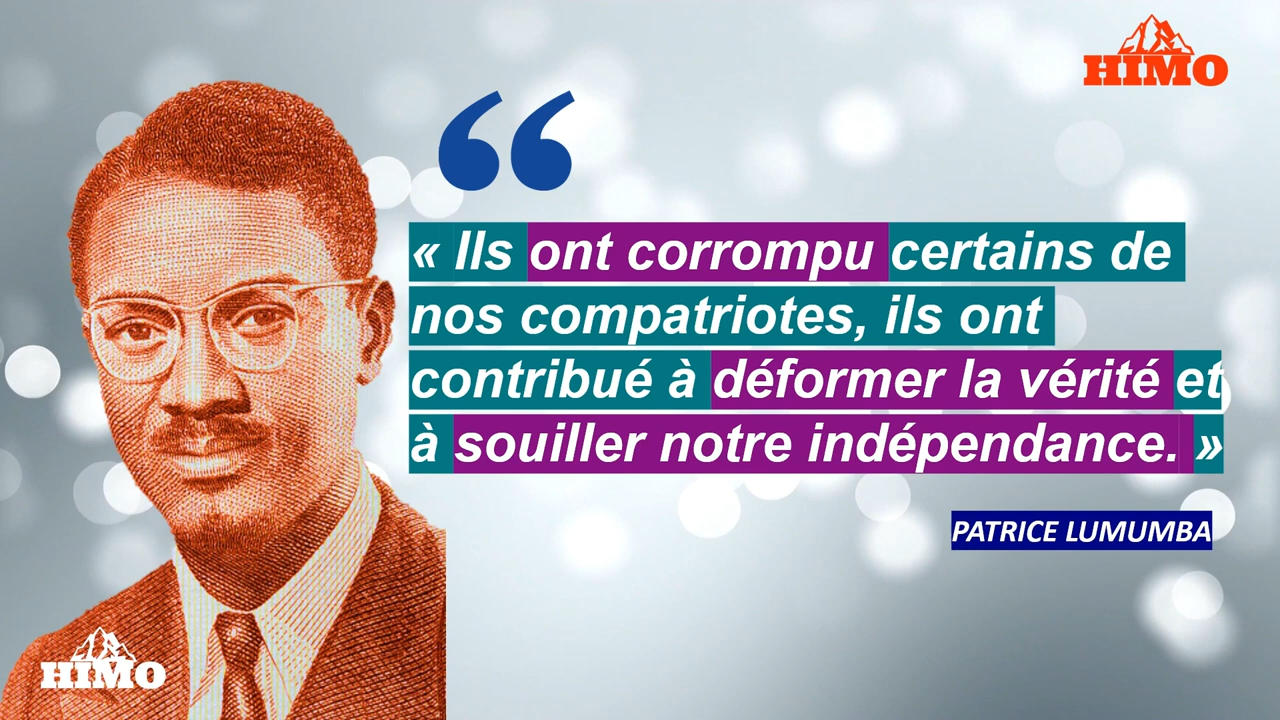 HIMO
« Ils ont corrompu certains de
nos compatriotes, ils ont
contribué à déformer la vérité et
à souiller notre indépendance. »
PATRICE LUMUMBA
HIMO